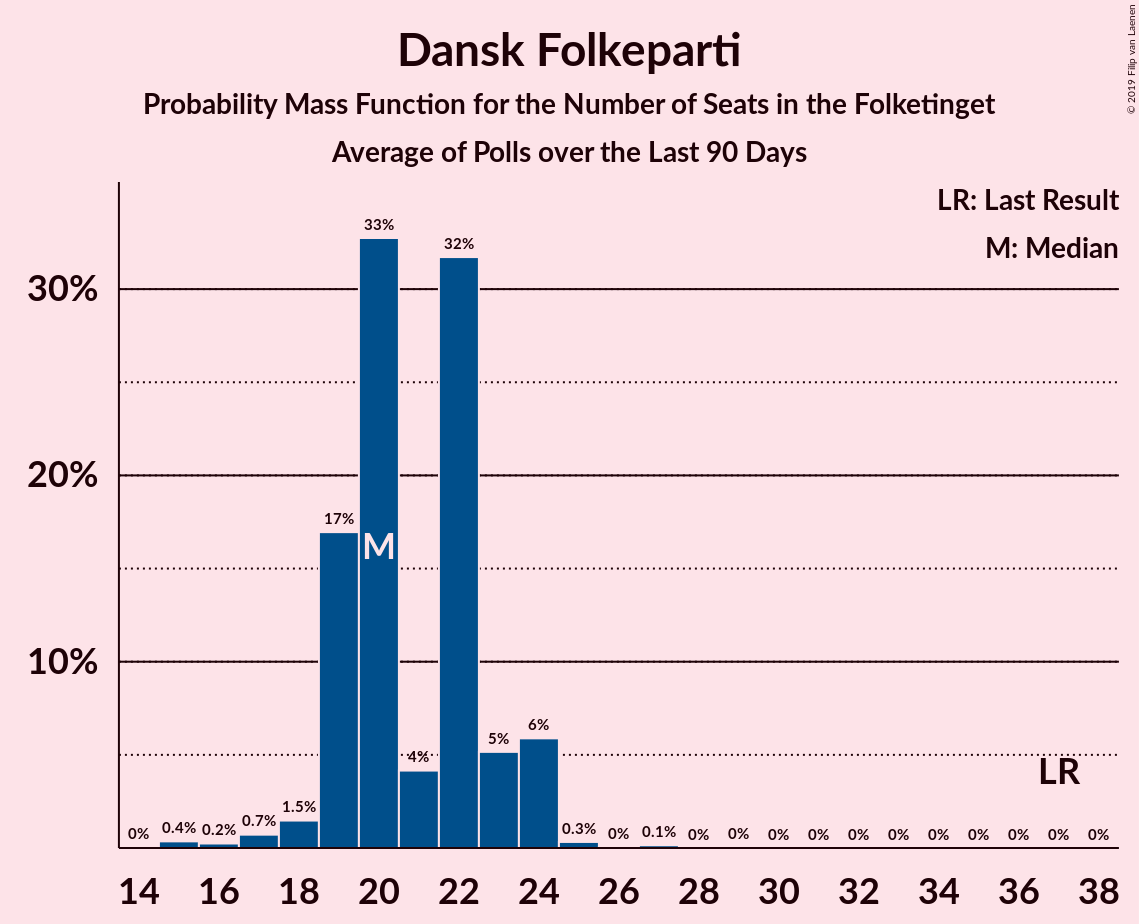 Dansk Folkeparti
Probability Mass Function for the Number of Seats in the Folketinget
Average of Polls over the Last 90 Days
© 2019 Filip van Laenen
LR: Last Result
M: Median
30%
20%
10%
0% 0.4% 0.2% 0.7% 1.5% 17% 33% 4% 32% 5% 6% 0.3% 0% 0.1% 0% 0% 0% 0% 0% 0% 0% 0% 0% 0% 0%
M
LR
14 16 18 20 22 24 26 28 30 32 34 36 38